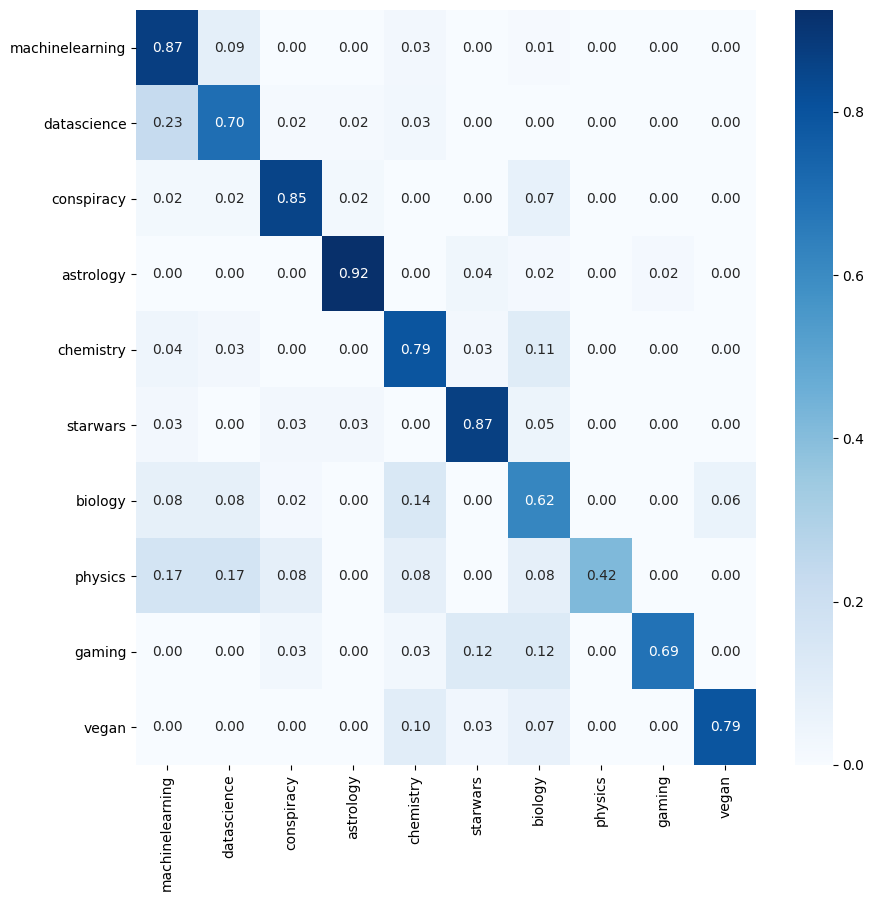 machinelearning 0.87 0.09 0.00 0.00 0.03 0.00 0.01 0.00 0.00 0.00
datascience 0.23 0.70 0.02 0.02 0.03 0.00 0.00 0.00 0.00 0.00
conspiracy 0.02 0.02 0.85 0.02 0.00 0.00 0.07 0.00 0.00 0.00
astrology 0.00 0.00 0.00 0.92 0.00 0.04 0.02 0.00 0.02 0.00
chemistry 0.04 0.03 0.00 0.00 0.79 0.03 0.11 0.00 0.00 0.00
starwars 0.03 0.00 0.03 0.03 0.00 0.87 0.05 0.00 0.00 0.00
biology 0.08 0.08 0.02 0.00 0.14 0.00 0.62 0.00 0.00 0.06
physics 0.17 0.17 0.08 0.00 0.08 0.00 0.08 0.42 0.00 0.00
gaming 0.00 0.00 0.03 0.00 0.03 0.12 0.12 0.00 0.69 0.00
vegan 0.00 0.00 0.00 0.00 0.10 0.03 0.07 0.00 0.00 0.79
machinelearning
datascience
conspiracy
astrology
chemistry
starwars
biology
physics
gaming
vegan
0.8
0.6
0.4
0.2
0.0